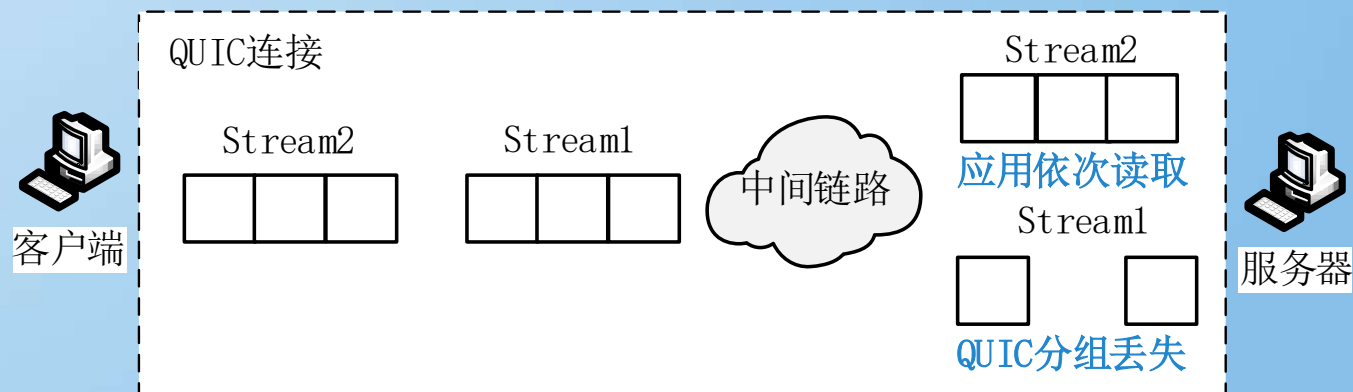 QUIC连接
Stream2
Stream1
Stream2
应用依次读取
Stream1
QUIC分组丢失
中间链路
客户端
服务器